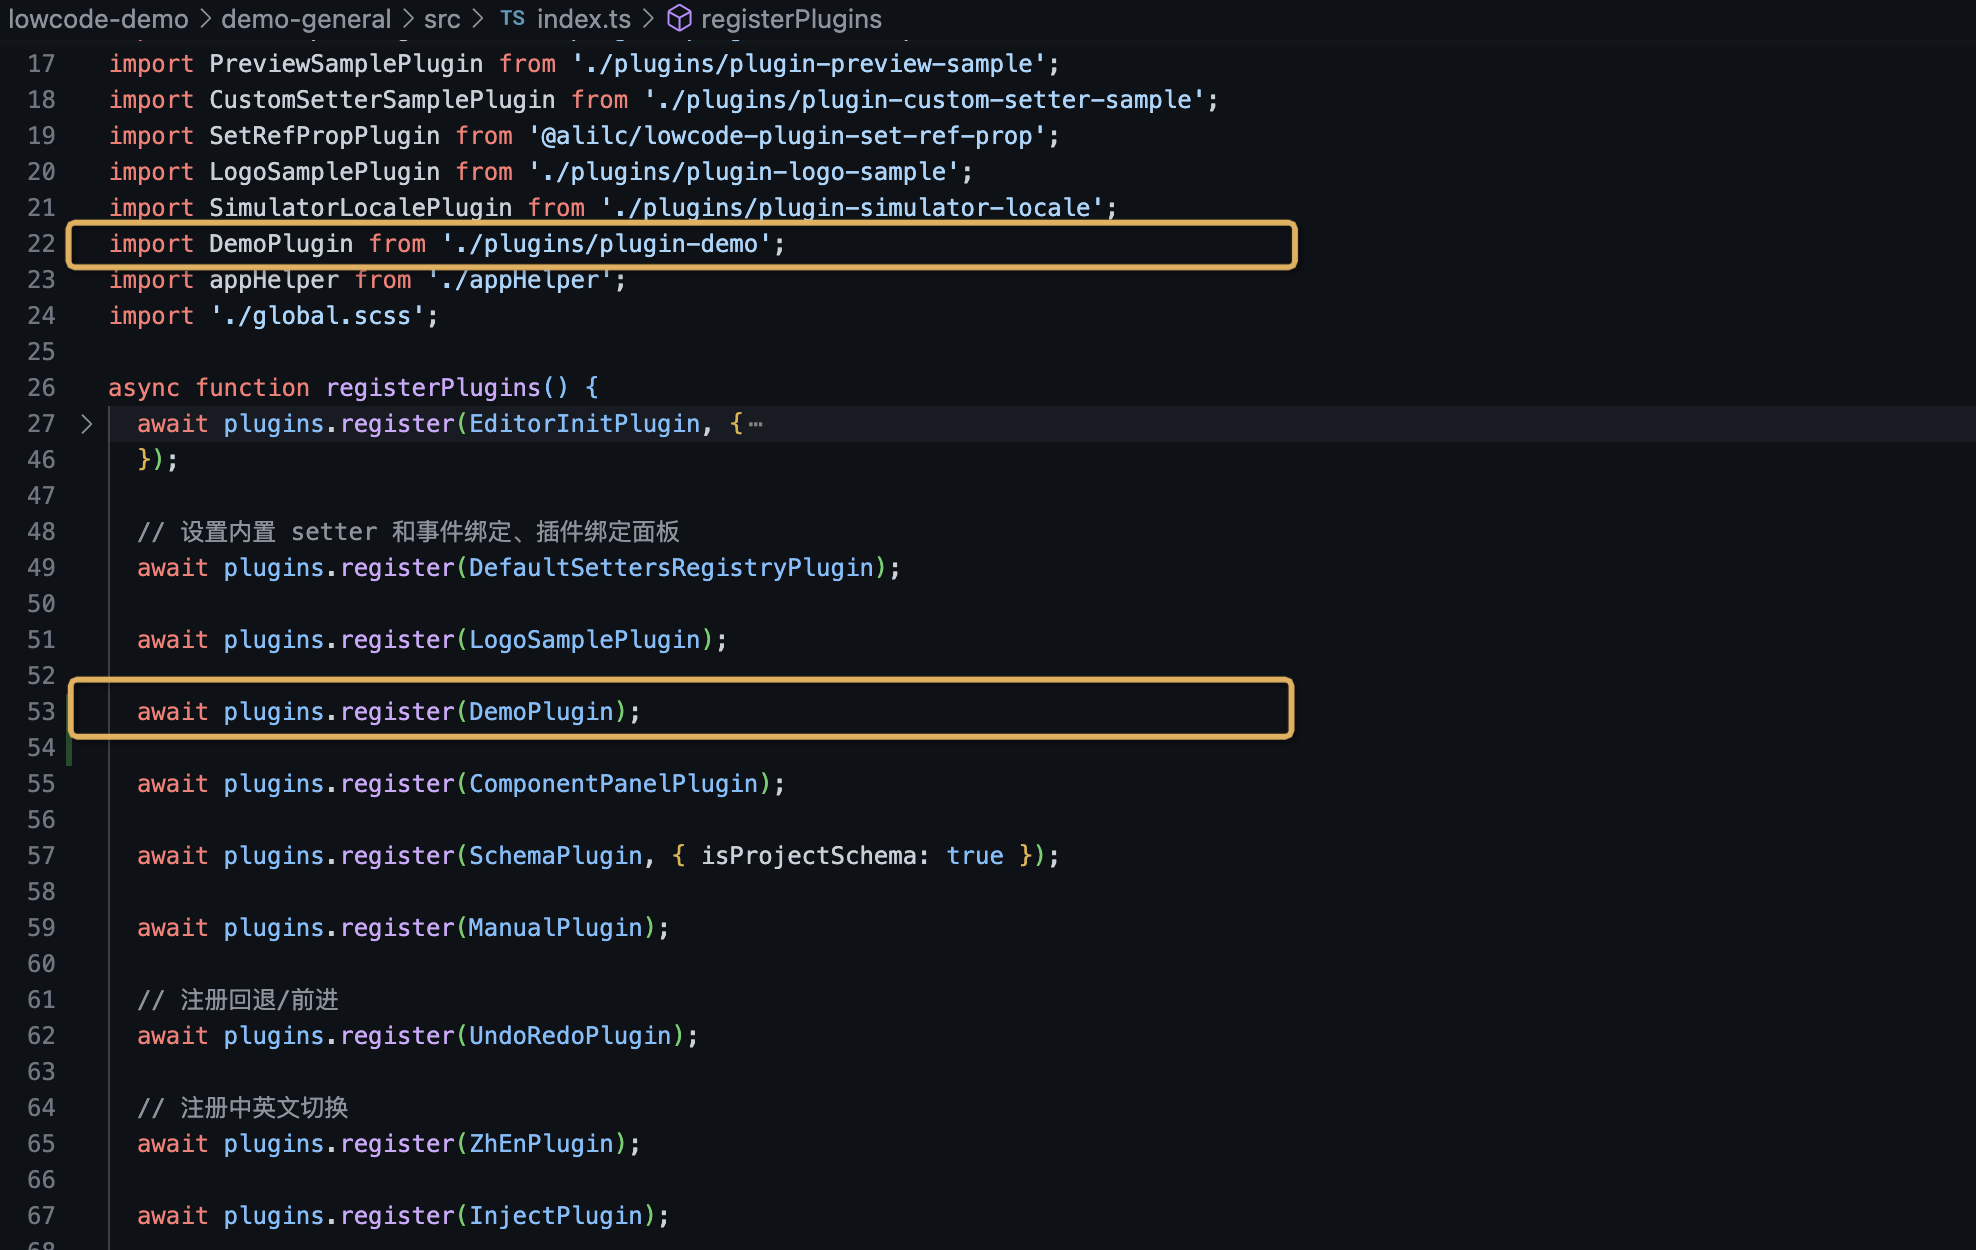 lowcode-demo > demo-general > src > TS index.ts > registerPlugins
17 import PreviewSamplePlugin from './plugins/plugin-preview-sample';
18 import CustomSetterSamplePlugin from './plugins/plugin-custom-setter-sample';
19 import SetRefPropPlugin from '@alilc/lowcode-plugin-set-ref-prop';
20 import LogoSamplePlugin from './plugins/plugin-logo-sample';
21 import SimulatorLocalePlugin from './plugins/plugin-simulator-locale';
22 import DemoPlugin from './plugins/plugin-demo';
23 import appHelper from './appHelper';
24 import './global.scss';
25
26 async function registerPlugins() {
27 await plugins.register(EditorInitPlugin, {⋯
46 });
47
48 // 设置内置 setter 和事件绑定、插件绑定面板
49 await plugins.register(DefaultSettersRegistryPlugin);
50
51 await plugins.register(LogoSamplePlugin);
52
53 await plugins.register(DemoPlugin);
54
55 await plugins.register(ComponentPanelPlugin);
56
57 await plugins.register(SchemaPlugin, { isProjectSchema: true });
58
59 await plugins.register(ManualPlugin);
60
61 // 注册回退/前进
62 await plugins.register(UndoRedoPlugin);
63
64 // 注册中英文切换
65 await plugins.register(ZhEnPlugin);
66
67 await plugins.register(InjectPlugin);
68